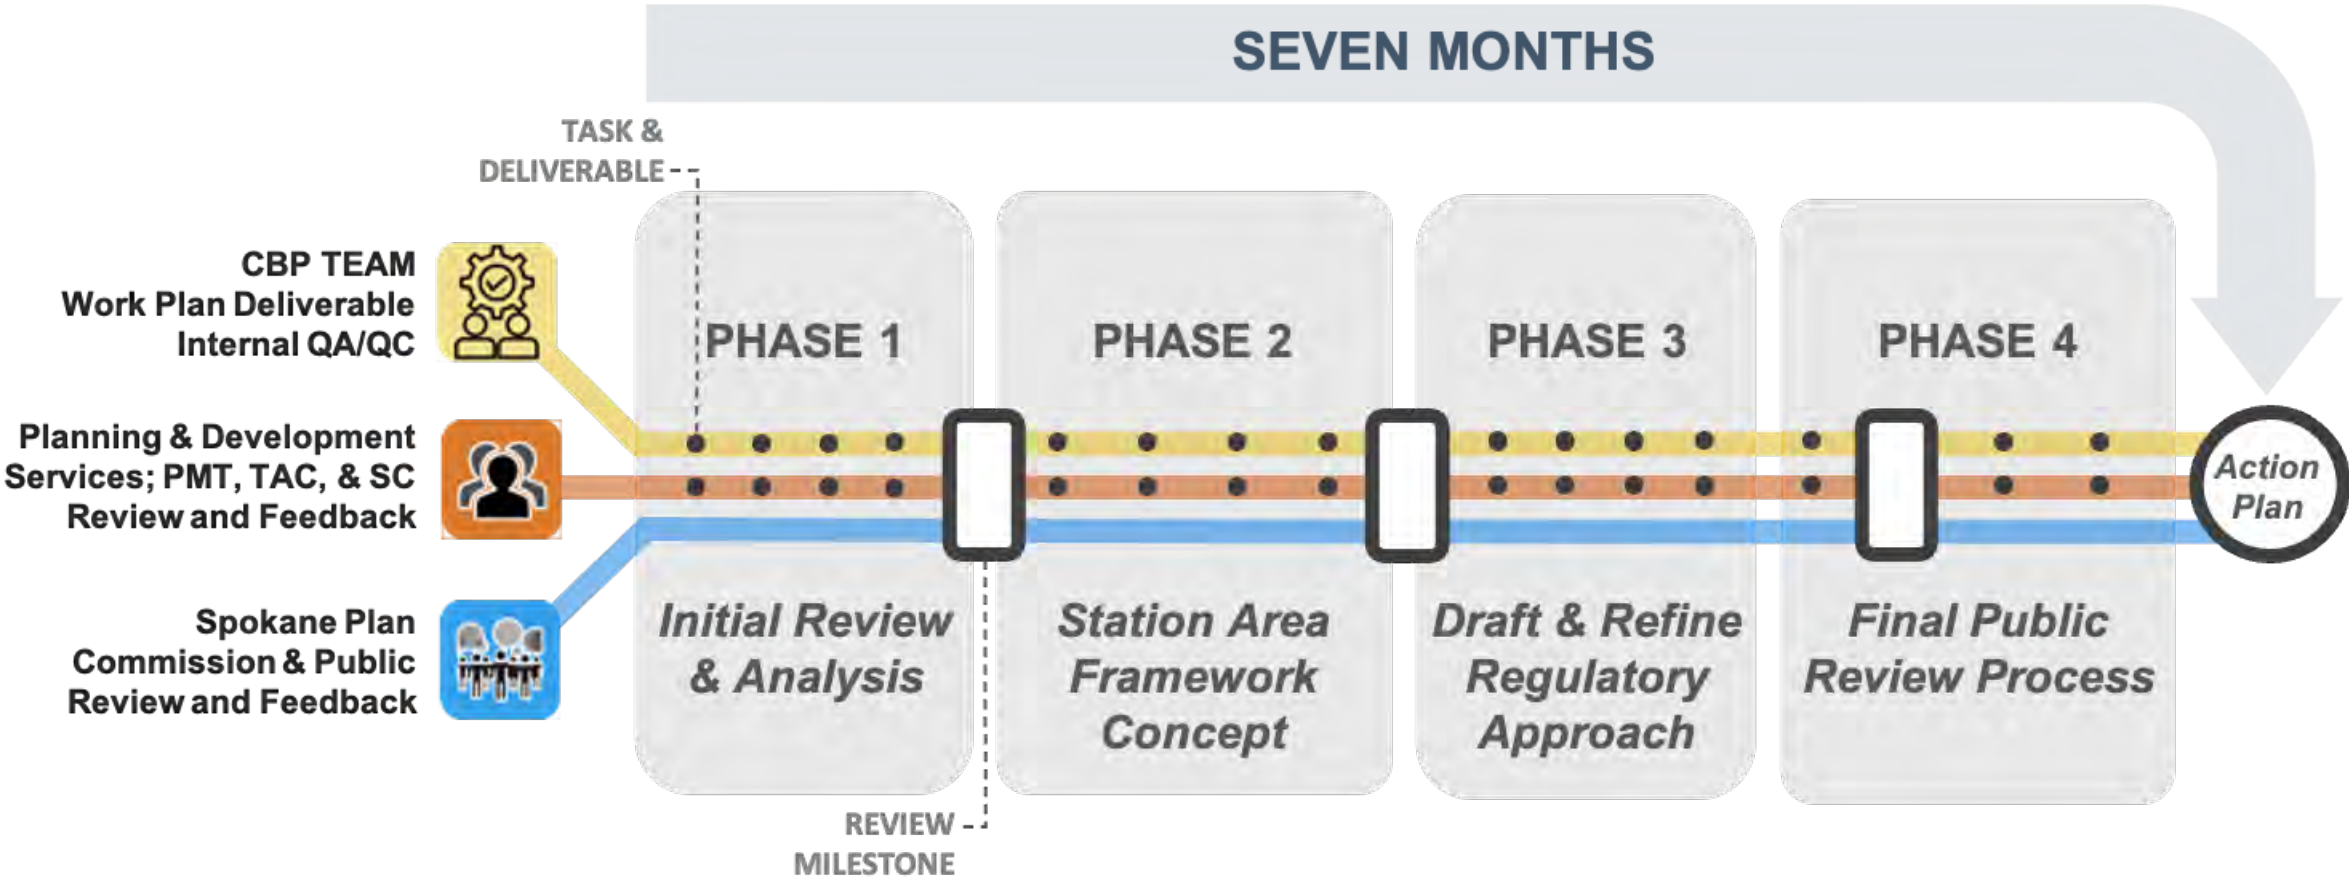 SEVEN MONTHS
TASK &
DELIVERABLE
CBP TEAM
Work Plan Deliverable
Internal QA/QC
Planning & Development
Services; PMT, TAC, & SC
Review and Feedback
Spokane Plan
Commission & Public
Review and Feedback
PHASE 1
Initial Review
& Analysis
PHASE 2
Station Area
Framework
Concept
PHASE 3
Draft & Refine
Regulatory
Approach
PHASE 4
Final Public
Review Process
Action
Plan
REVIEW
MILESTONE